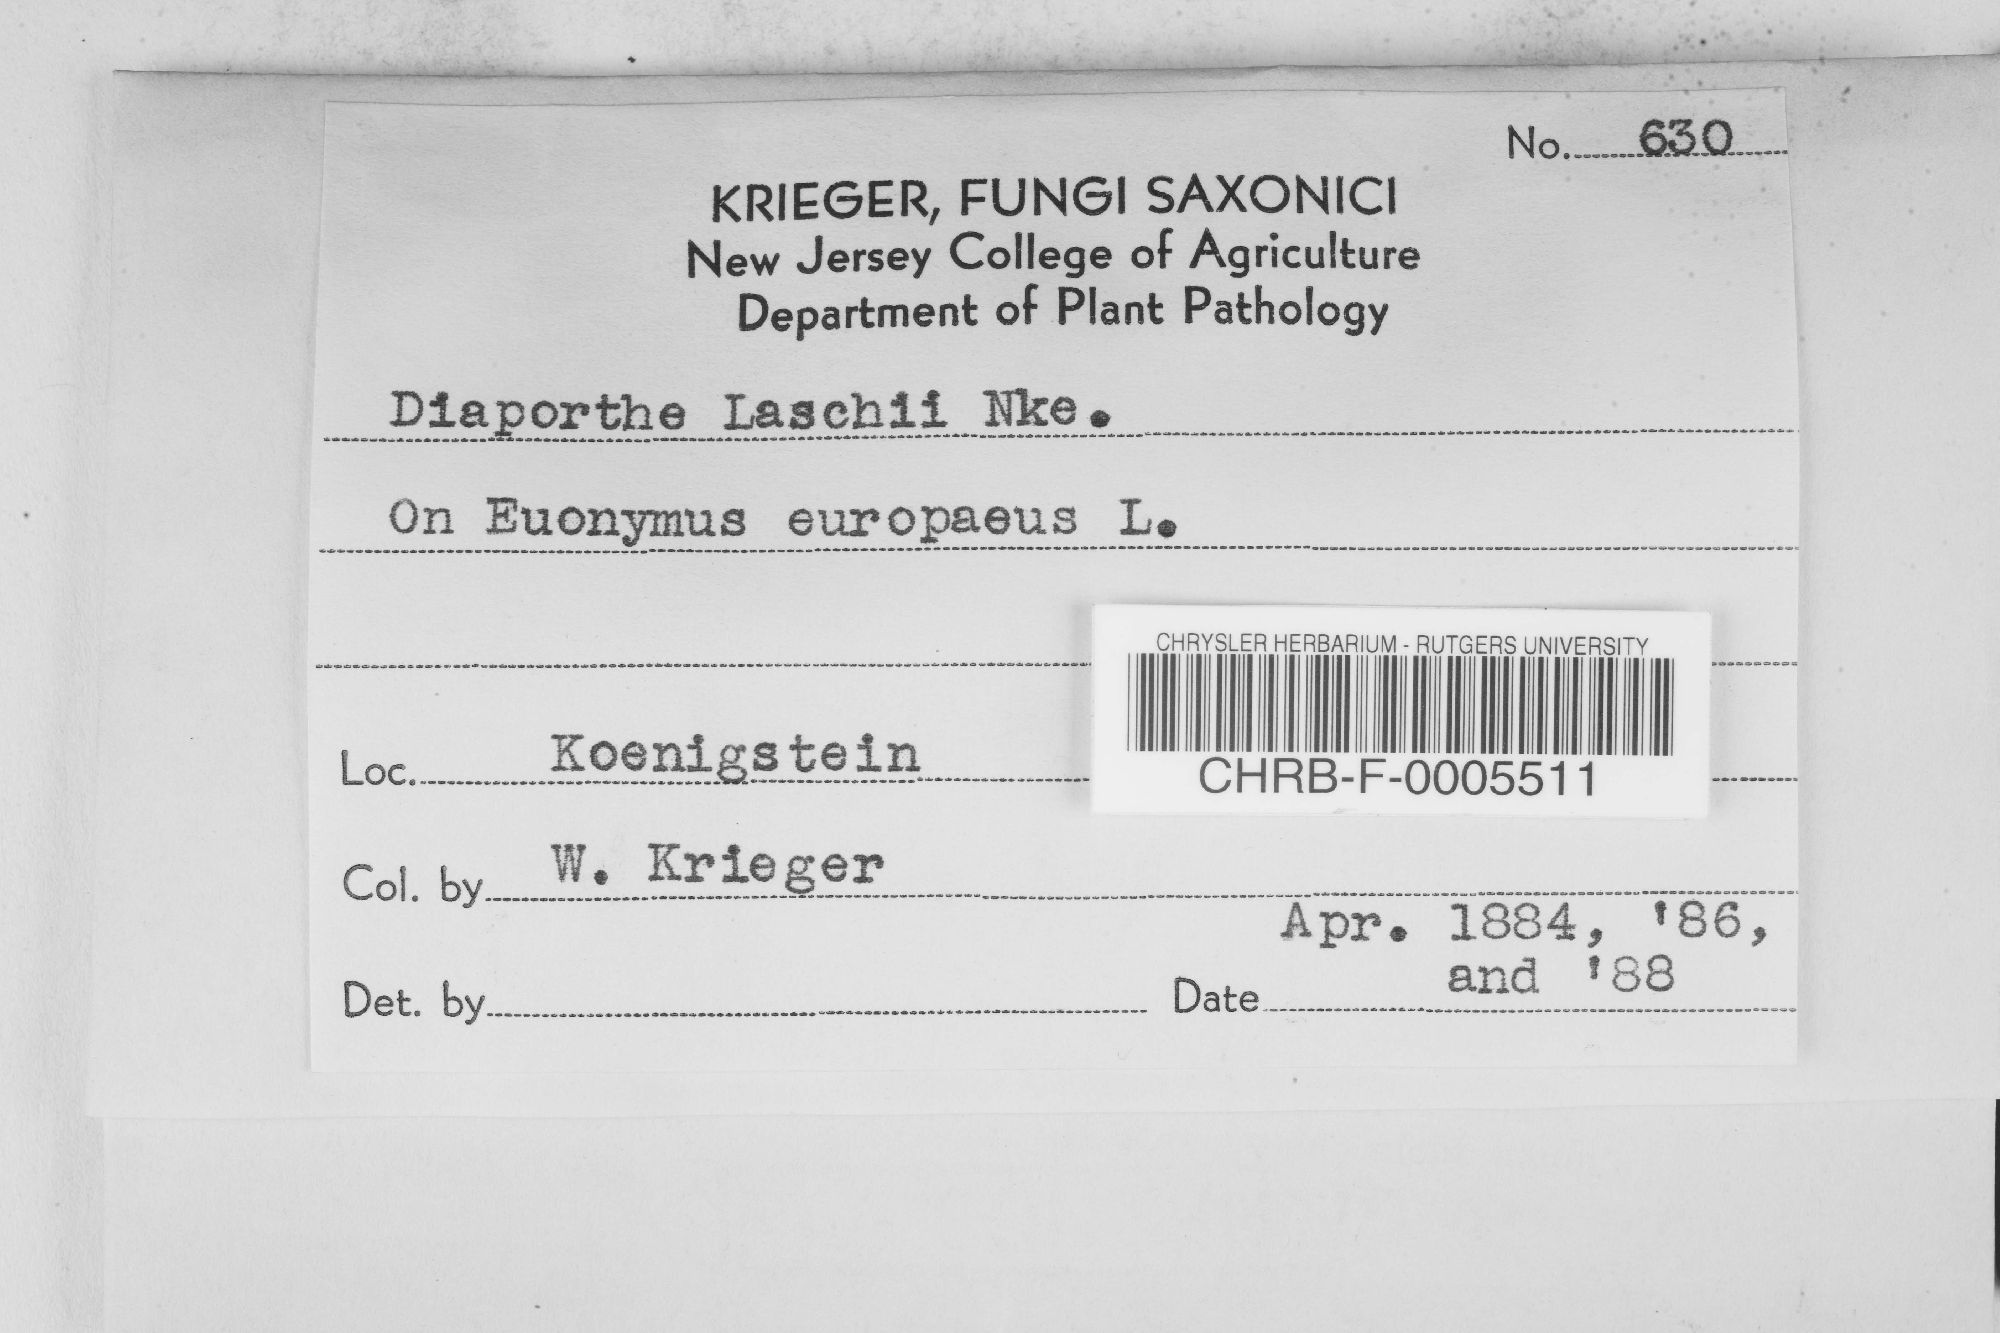 No. 630
KRIEGER, FUNGI SAXONICI
New Jersey College of Agriculture
Department of Plant Pathology
Diaporthe Laschii Nke.
On Euonymus europaeus L.
CHRYSLER HERBARIUM - RUTGERS UNIVERSITY
CHRB-F-0005511
Loc. Koenigstein
Col. by W. Krieger
Apr. 1884, '86,
and '88
Det. by Date